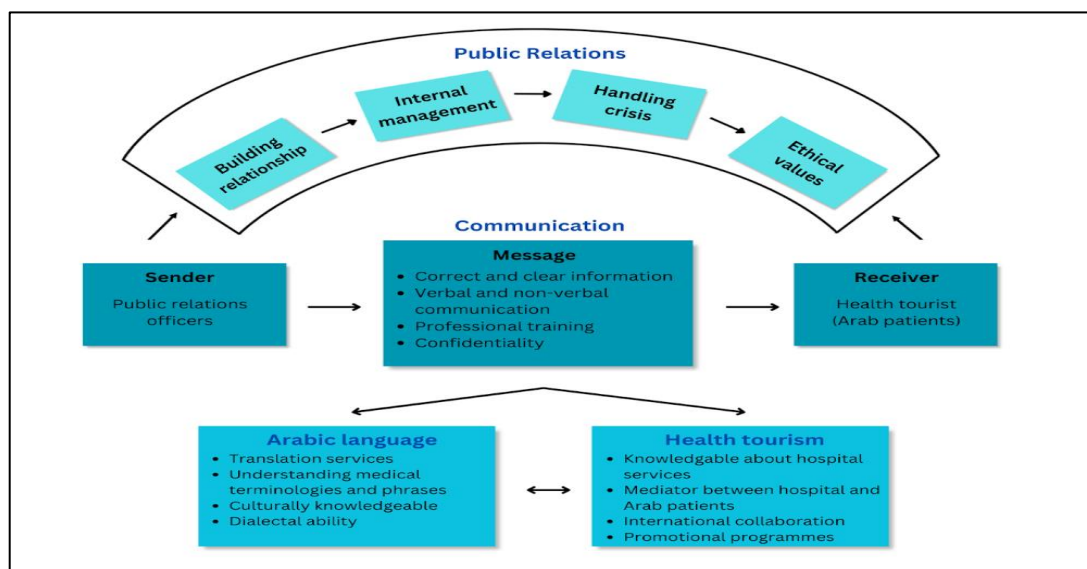 Public Relations
Building
relationship
Internal
management
Handling
crisis
Ethical
values
Communication
Sender
Public relations
officers
Message
• Correct and clear information
• Verbal and non-verbal
communication
• Professional training
• Confidentiality
Receiver
Health tourist
(Arab patients)
Arabic language
• Translation services
• Understanding medical
terminologies and phrases
• Culturally knowledgeable
• Dialectal ability
Health tourism
• Knowledgable about hospital
services
• Mediator between hospital and
Arab patients
• International collaboration
• Promotional programmes